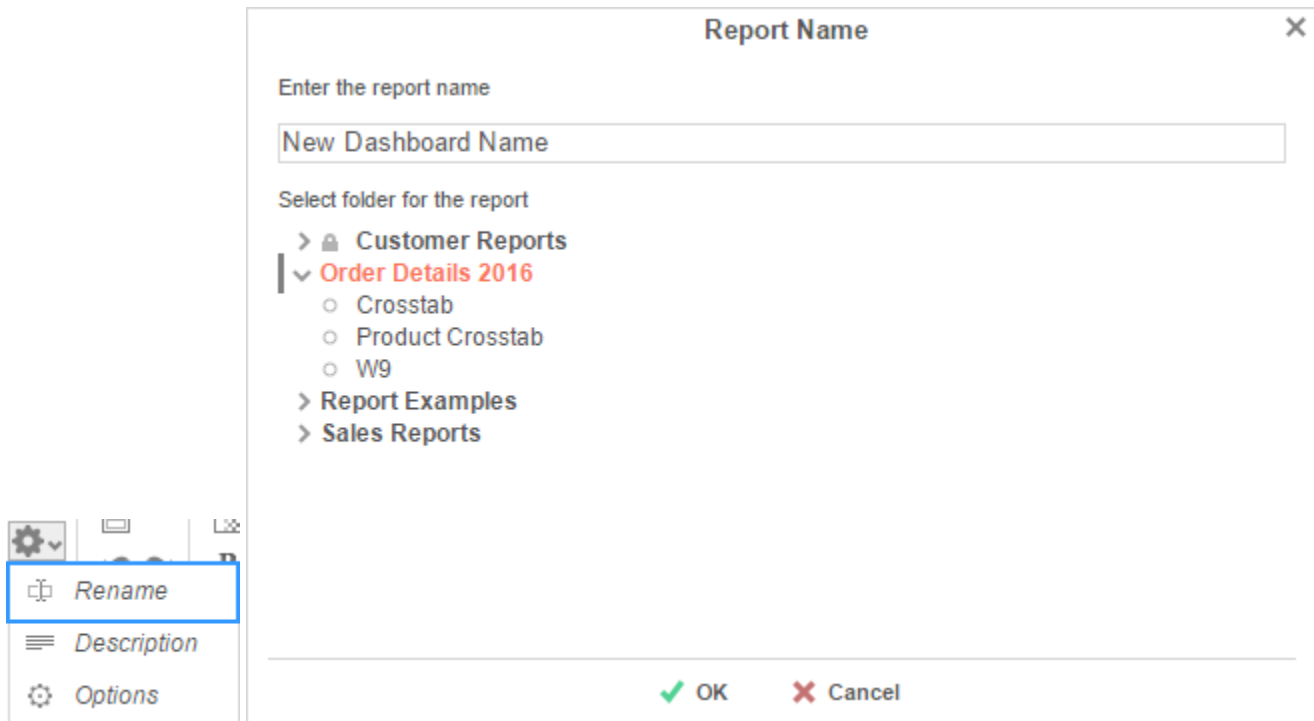 Report Name
Enter the report name
New Dashboard Name
Select folder for the report
Customer Reports
Order Details 2016
Crosstab
Product Crosstab
W9
Report Examples
Sales Reports
Rename
Description
Options
OK Cancel